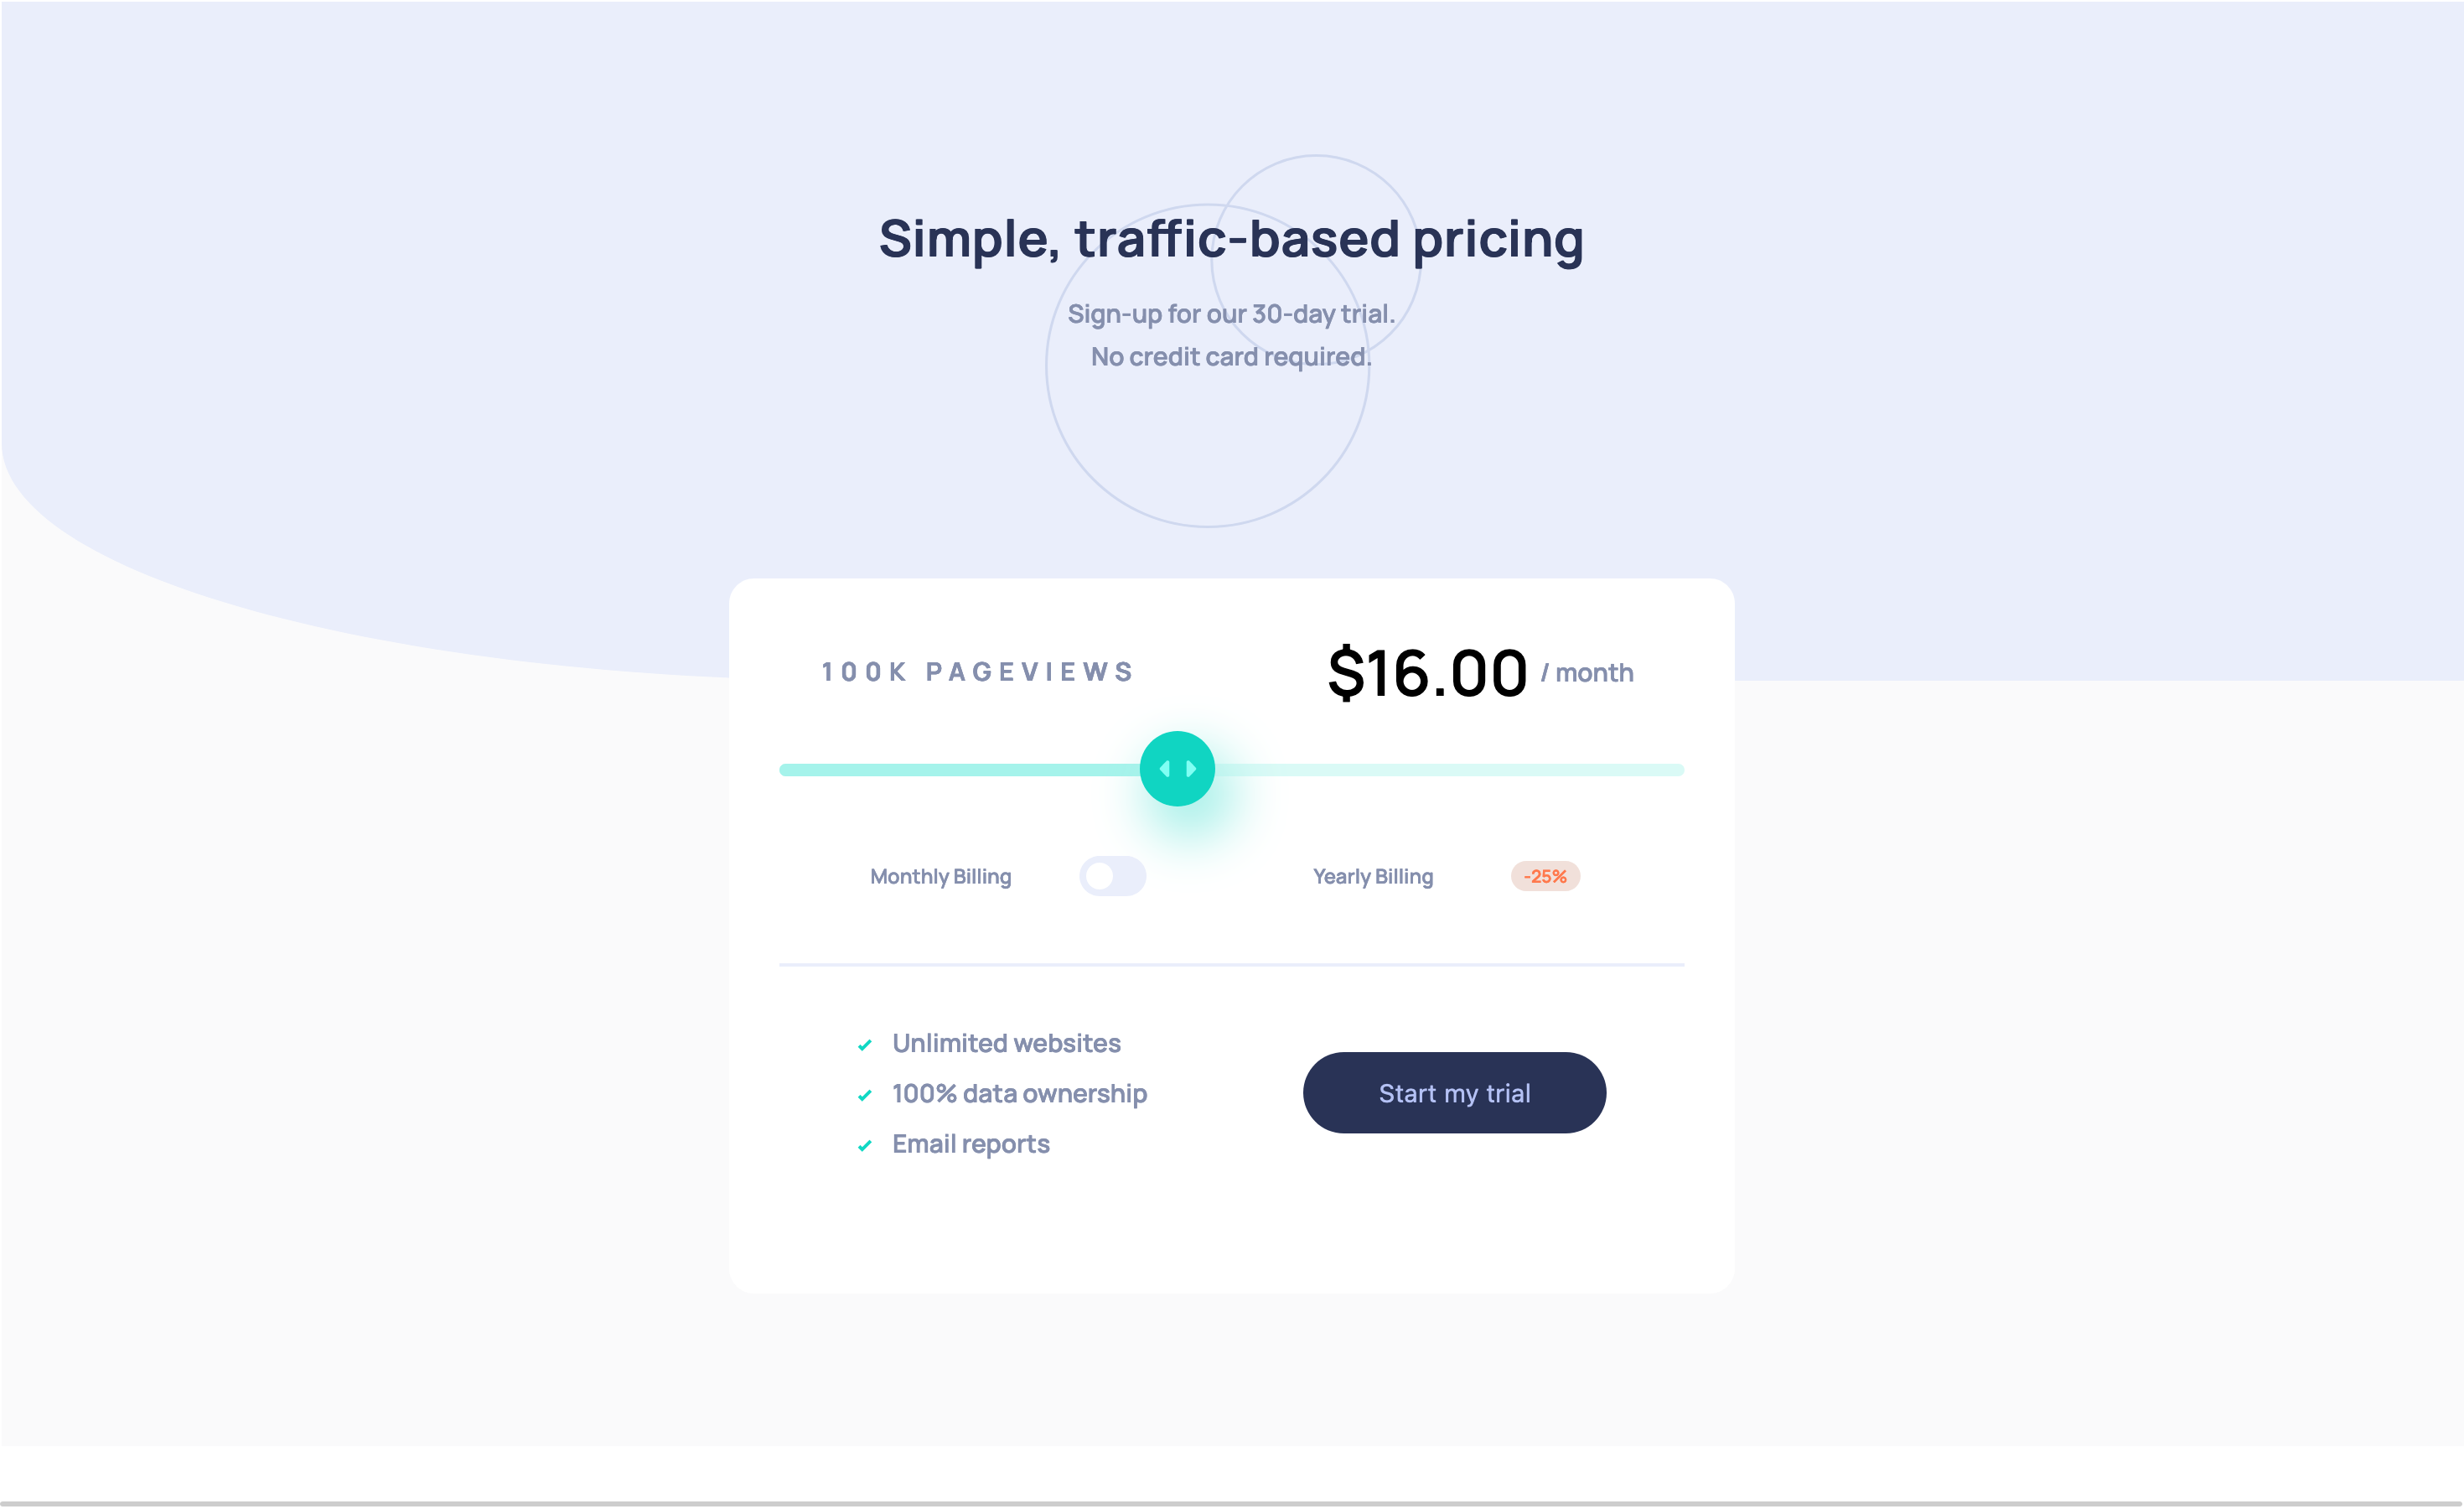 Simple, traffic-based pricing
Sign-up for our 30-day trial.
No credit card required.
100K PAGEVIEWS
$16.00 / month
Monthly Billing
Yearly Billing
-25%
Unlimited websites
100% data ownership
Email reports
Start my trial